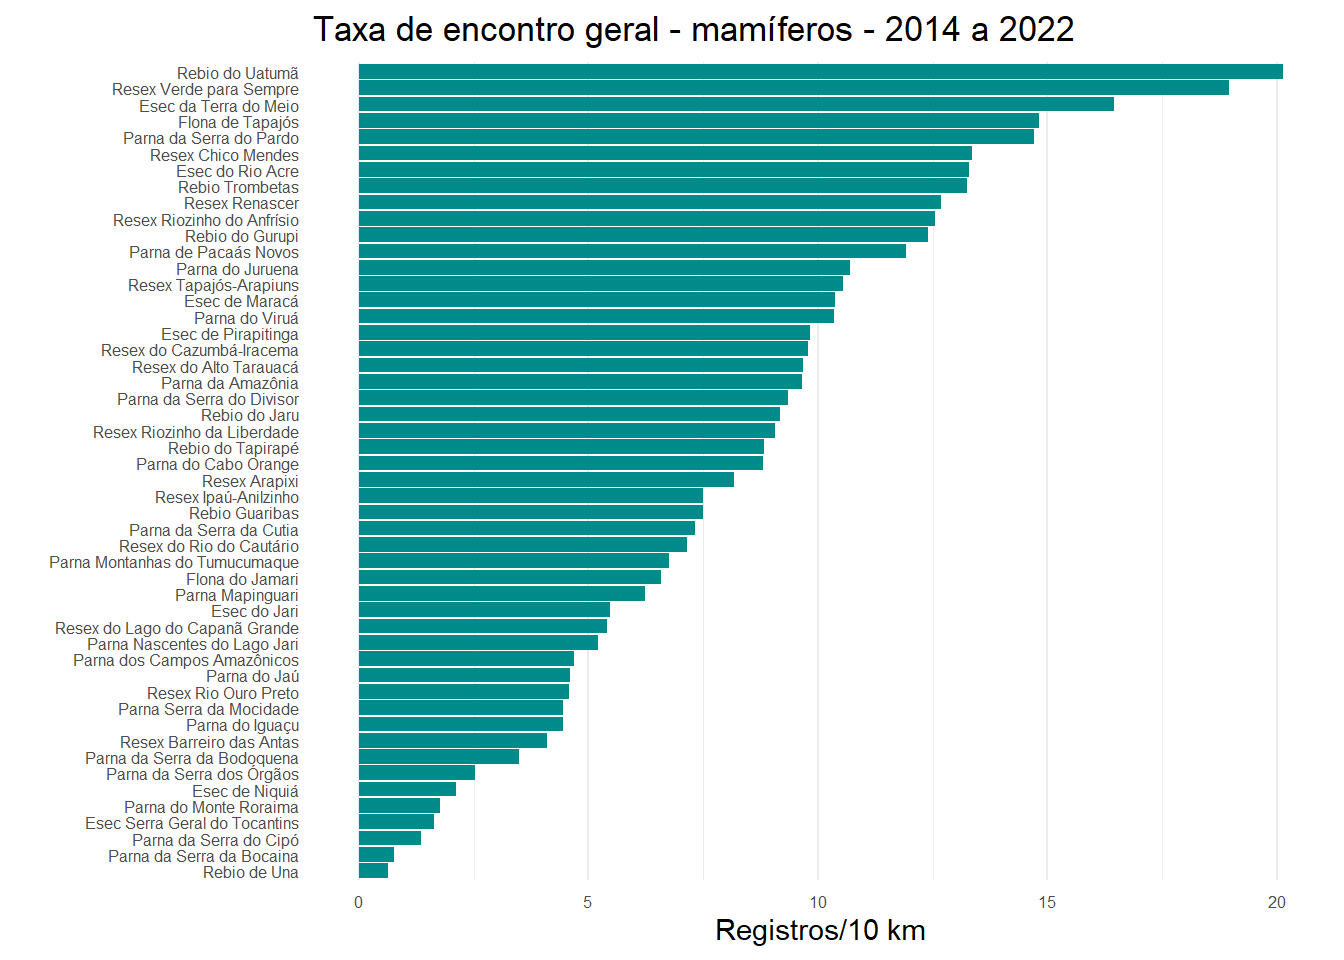 Taxa de encontro geral - mamíferos - 2014 a 2022
Rebio do Uatumã
Resex Verde para Sempre
Esec da Terra do Meio
Flona de Tapajós
Parna da Serra do Pardo
Resex Chico Mendes
Esec do Rio Acre
Rebio Trombetas
Resex Renascer
Resex Riozinho do Anfrísio
Rebio do Gurupi
Parna de Pacaás Novos
Parna do Juruena
Resex Tapajós-Arapiuns
Esec de Maracá
Parna do Viruá
Esec de Pirapitinga
Resex do Cazumbá-Iracema
Resex do Alto Tarauacá
Parna da Amazônia
Parna da Serra do Divisor
Rebio do Jaru
Resex Riozinho da Liberdade
Rebio do Tapirapé
Parna do Cabo Orange
Resex Arapixi
Resex Ipaú-Anilzinho
Rebio Guaribas
Parna da Serra da Cutia
Resex do Rio do Cautário
Parna Montanhas do Tumucumaque
Flona do Jamari
Parna Mapinguari
Esec do Jari
Resex do Lago do Capanã Grande
Parna Nascentes do Lago Jari
Parna dos Campos Amazônicos
Parna do Jaú
Resex Rio Ouro Preto
Parna Serra da Mocidade
Parna do Iguaçu
Resex Barreiro das Antas
Parna da Serra da Bodoquena
Parna da Serra dos Órgãos
Esec de Niquiá
Parna do Monte Roraima
Esec Serra Geral do Tocantins
Parna da Serra do Cipó
Parna da Serra da Bocaina
Rebio de Una
0 5 10 15 20
Registros/10 km